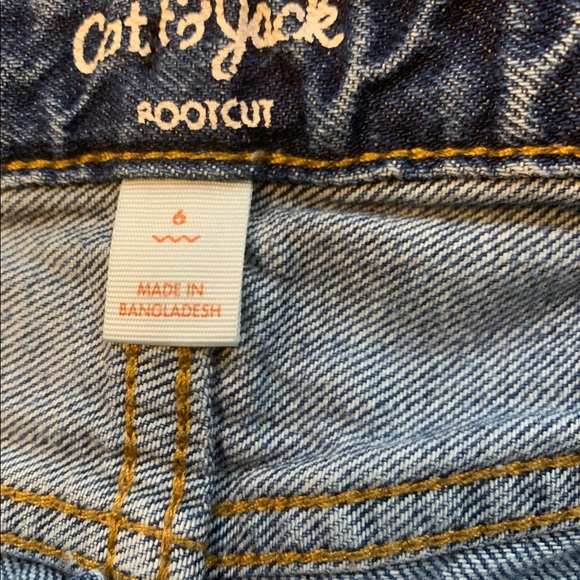 Cat & Jack
BOOTCUT
6
MADE IN
BANGLADESH